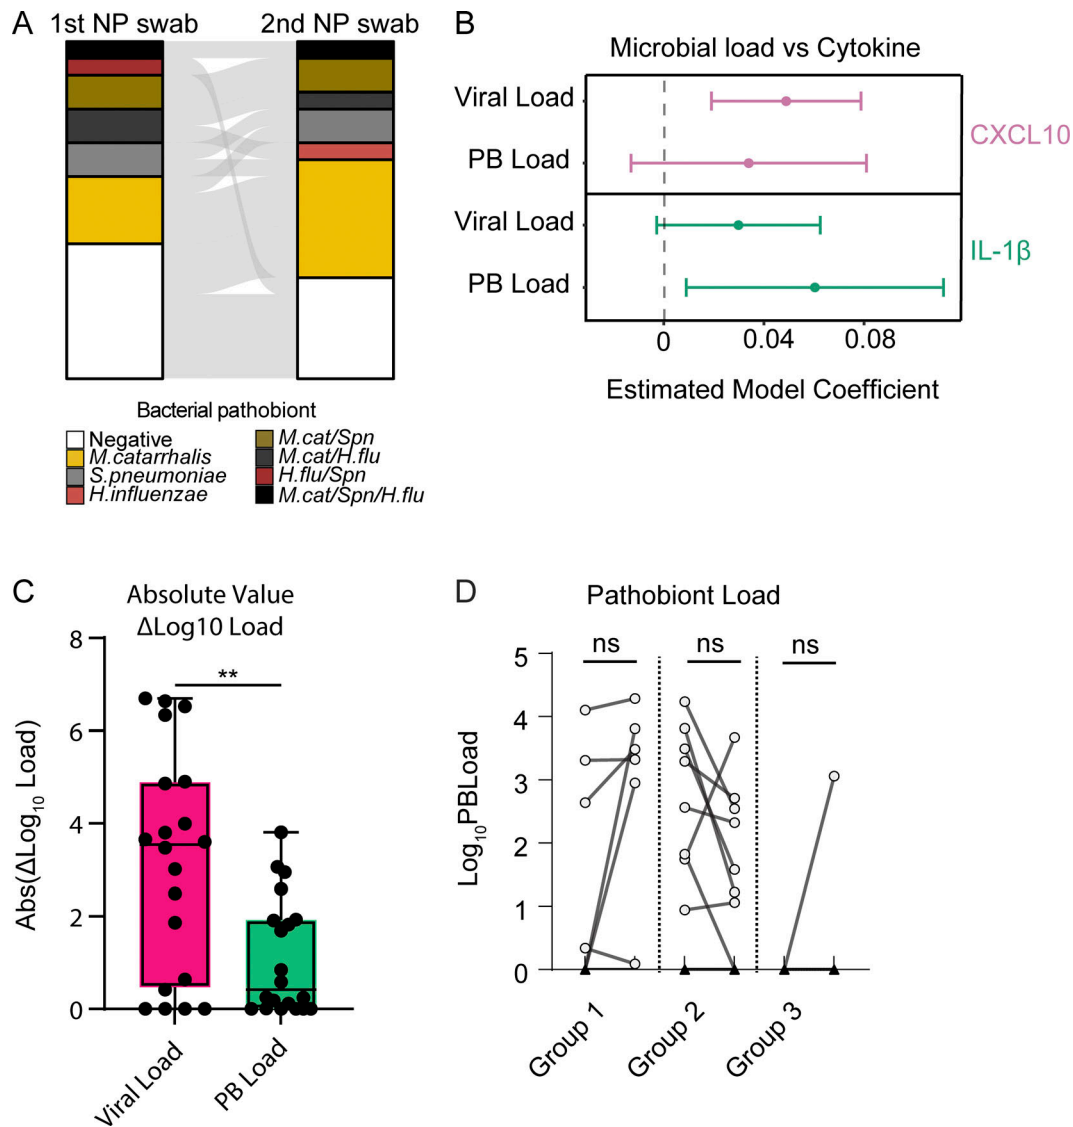 A
1st NP swab
2nd NP swab
Bacterial pathobiont
Negative
M.catarrhalis
S.pneumoniae
H.influenzae
M.cat/Spn
M.cat/H.flu
H.flu/Spn
M.cat/Spn/H.flu
B
Microbial load vs Cytokine
Viral Load
PB Load
CXCL10
Viral Load
PB Load
IL-1β
0
0.04
0.08
Estimated Model Coefficient
C
Absolute Value
ΔLog10 Load
8
6
4
2
0
Abs(ΔLog10 Load)
**
Viral Load
PB Load
D
Pathobiont Load
ns
ns
ns
5
4
3
2
1
0
Log10PBLoad
Group 1
Group 2
Group 3